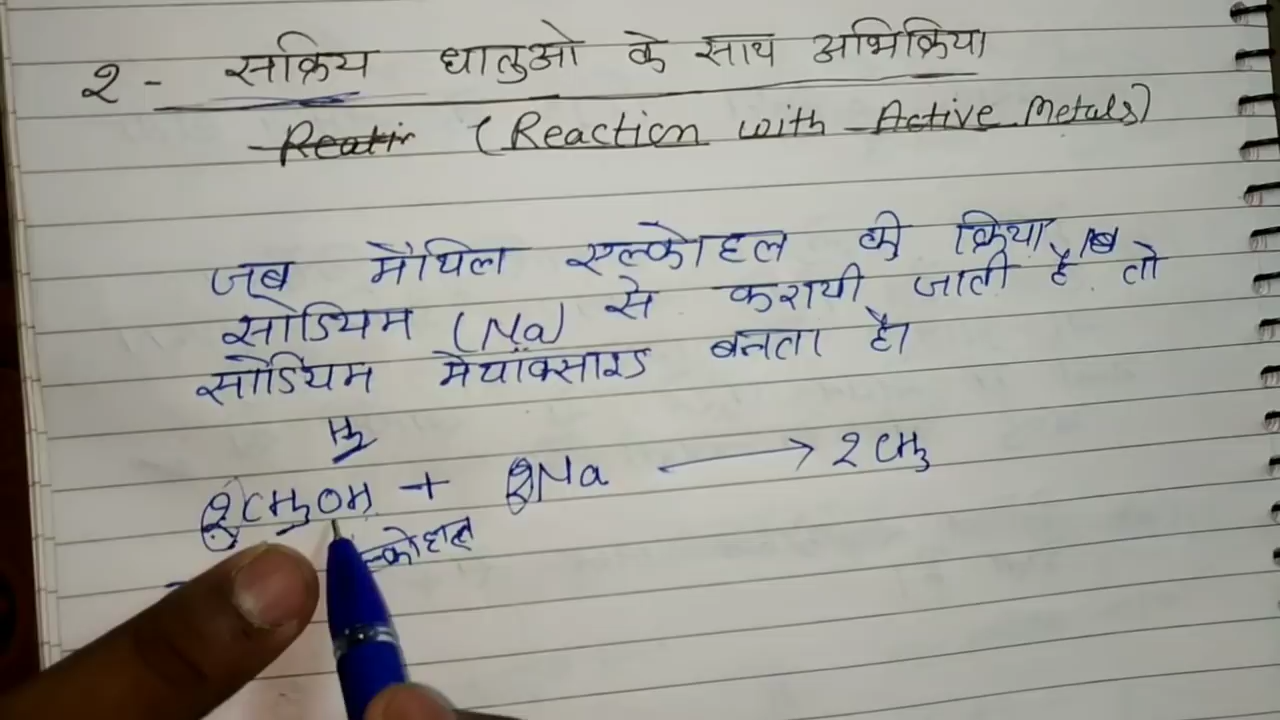 2- सक्रिय धातुओ के साथ अभिक्रिया
(Reaction with Active Metals)
जब मैथिल एल्कोहल की क्रिया
सोडियम (Na) से करायी जाती है तो
सोडियम मेथॉक्साइड बनता है।
H₂
2CH₃OH + 2Na ⟶ 2CH₃
ल्कोहल